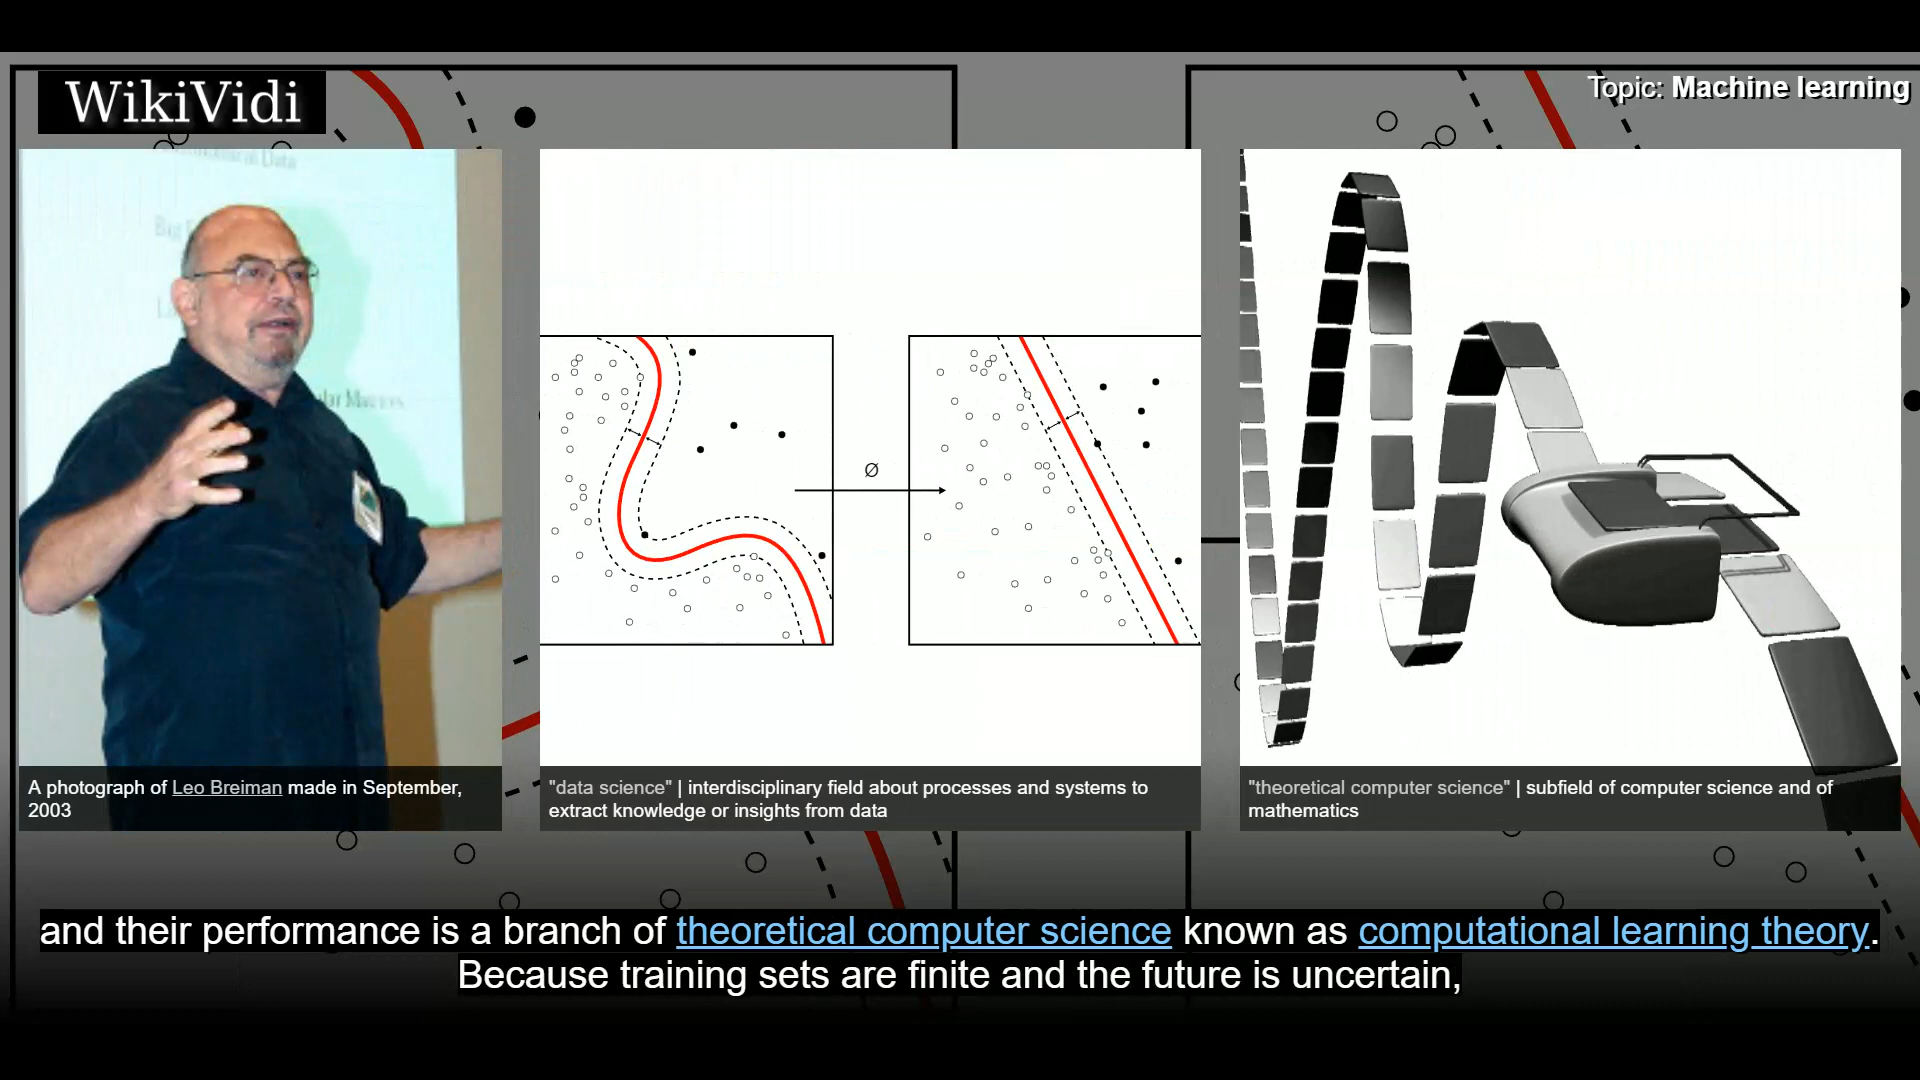 WikiVidi
Topic: Machine learning
A photograph of Leo Breiman made in September,
2003
Ø
"data science" | interdisciplinary field about processes and systems to
extract knowledge or insights from data
"theoretical computer science" | subfield of computer science and of
mathematics
and their performance is a branch of theoretical computer science known as computational learning theory.
Because training sets are finite and the future is uncertain,